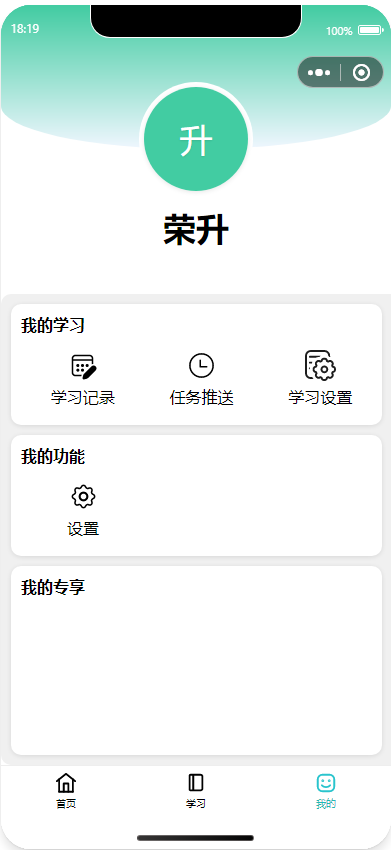 18:19 100%
升
荣升
我的学习
学习记录 任务推送 学习设置
我的功能
设置
我的专享
首页 学习 我的